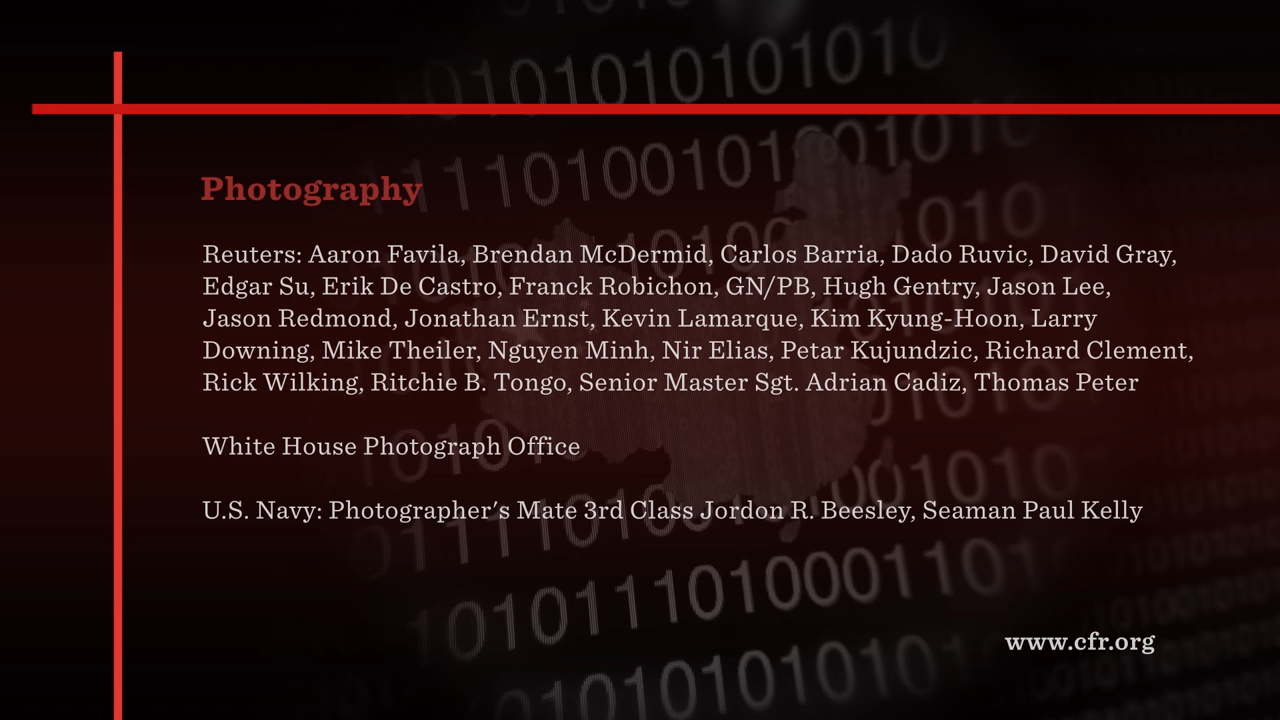 Photography
Reuters: Aaron Favila, Brendan McDermid, Carlos Barria, Dado Ruvic, David Gray,
Edgar Su, Erik De Castro, Franck Robichon, GN/PB, Hugh Gentry, Jason Lee,
Jason Redmond, Jonathan Ernst, Kevin Lamarque, Kim Kyung-Hoon, Larry
Downing, Mike Theiler, Nguyen Minh, Nir Elias, Petar Kujundzic, Richard Clement,
Rick Wilking, Ritchie B. Tongo, Senior Master Sgt. Adrian Cadiz, Thomas Peter
White House Photograph Office
U.S. Navy: Photographer's Mate 3rd Class Jordon R. Beesley, Seaman Paul Kelly
www.cfr.org